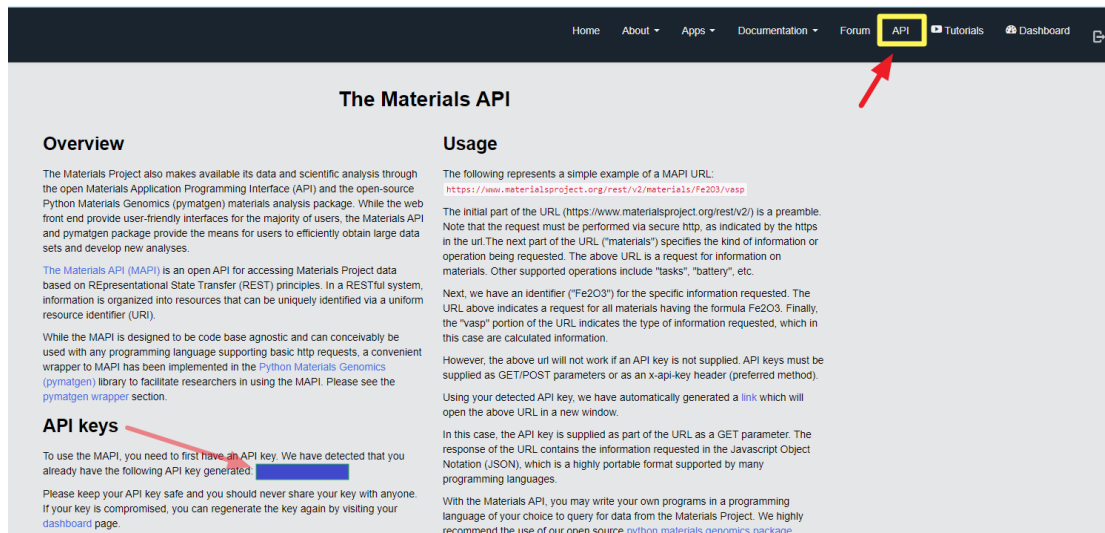 Home About Apps Documentation Forum API Tutorials Dashboard
The Materials API
Overview
The Materials Project also makes available its data and scientific analysis through
the open Materials Application Programming Interface (API) and the open-source
Python Materials Genomics (pymatgen) materials analysis package. While the web
front end provide user-friendly interfaces for the majority of users, the Materials API
and pymatgen package provide the means for users to efficiently obtain large data
sets and develop new analyses.
The Materials API (MAPI) is an open API for accessing Materials Project data
based on REpresentational State Transfer (REST) principles. In a RESTful system,
information is organized into resources that can be uniquely identified via a uniform
resource identifier (URI).
While the MAPI is designed to be code base agnostic and can conceivably be
used with any programming language supporting basic http requests, a convenient
wrapper to MAPI has been implemented in the Python Materials Genomics
(pymatgen) library to facilitate researchers in using the MAPI. Please see the
pymatgen wrapper section.
API keys
To use the MAPI, you need to first have an API key. We have detected that you
already have the following API key generated:
Please keep your API key safe and you should never share your key with anyone.
If your key is compromised, you can regenerate the key again by visiting your
dashboard page.
Usage
The following represents a simple example of a MAPI URL:
https://www.materialsproject.org/rest/v2/materials/Fe2O3/vasp
The initial part of the URL (https://www.materialsproject.org/rest/v2/) is a preamble.
Note that the request must be performed via secure http, as indicated by the https
in the url.The next part of the URL ("materials") specifies the kind of information or
operation being requested. The above URL is a request for information on
materials. Other supported operations include "tasks", "battery", etc.
Next, we have an identifier ("Fe2O3") for the specific information requested. The
URL above indicates a request for all materials having the formula Fe2O3. Finally,
the "vasp" portion of the URL indicates the type of information requested, which in
this case are calculated information.
However, the above url will not work if an API key is not supplied. API keys must be
supplied as GET/POST parameters or as an x-api-key header (preferred method).
Using your detected API key, we have automatically generated a link which will
open the above URL in a new window.
In this case, the API key is supplied as part of the URL as a GET parameter. The
response of the URL contains the information requested in the Javascript Object
Notation (JSON), which is a highly portable format supported by many
programming languages.
With the Materials API, you may write your own programs in a programming
language of your choice to query for data from the Materials Project. We highly
recommend the use of our open source python materials genomics package